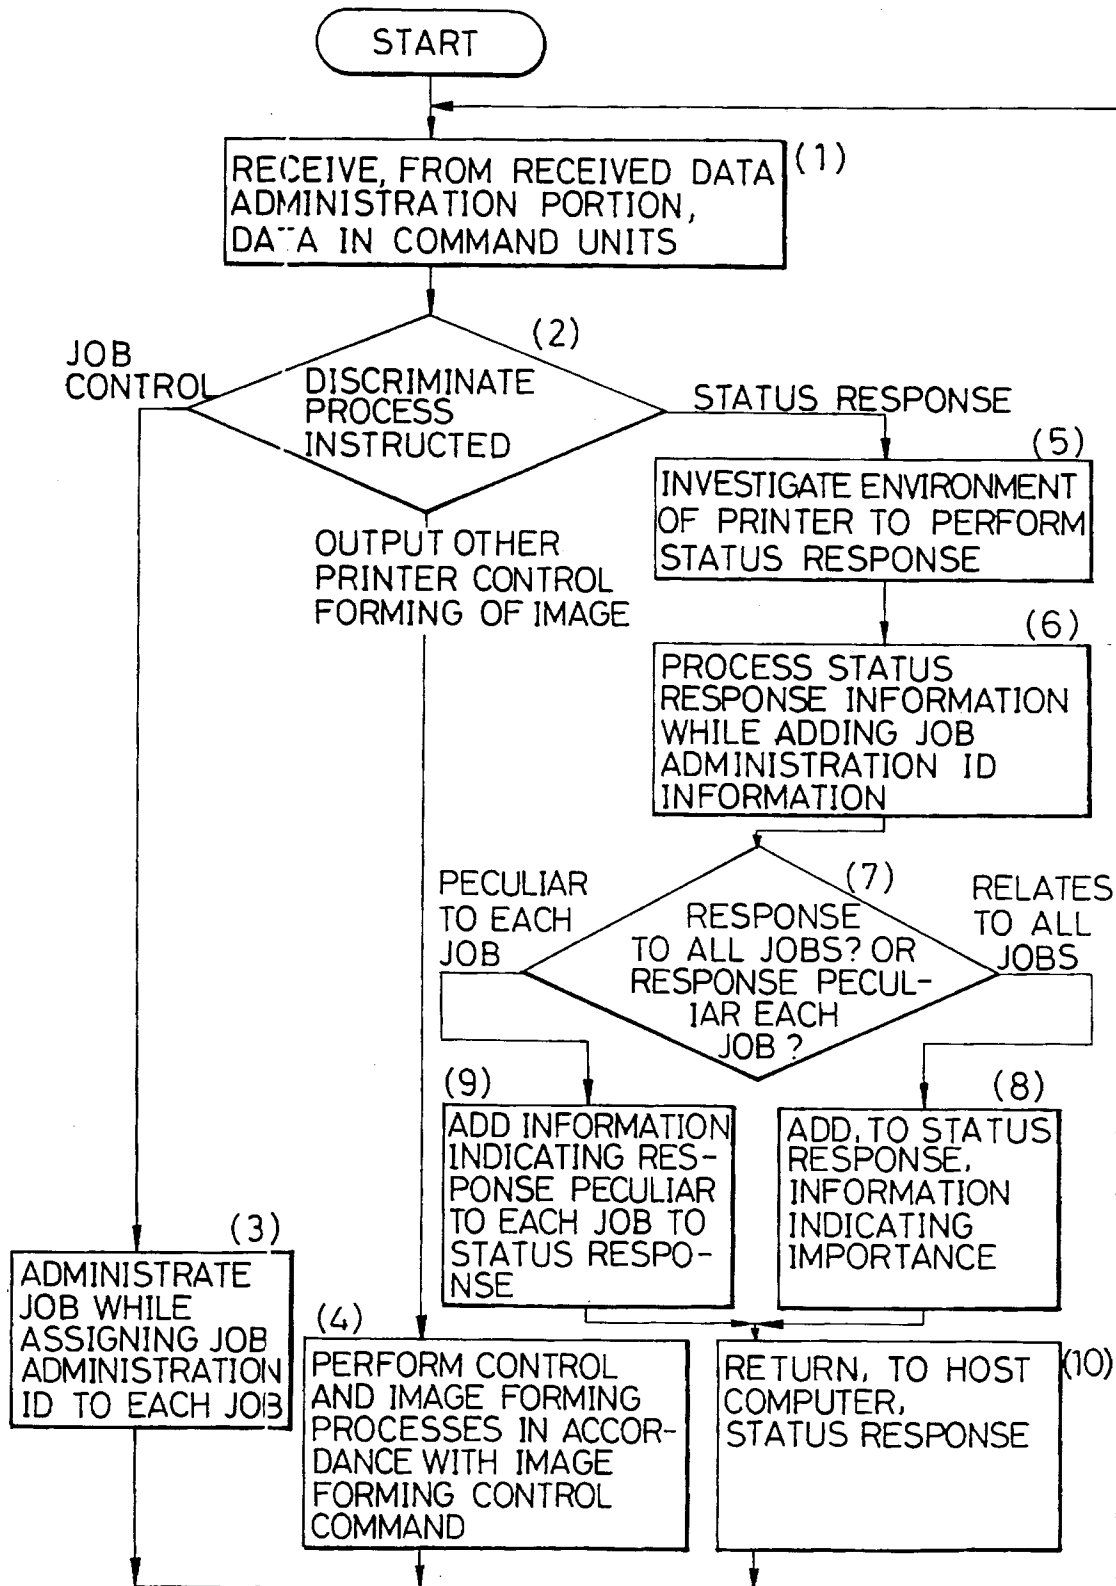 START
(1)
RECEIVE, FROM RECEIVED DATA
ADMINISTRATION PORTION,
DATA IN COMMAND UNITS
(2)
JOB
CONTROL
DISCRIMINATE
PROCESS
INSTRUCTED
STATUS RESPONSE
(5)
INVESTIGATE ENVIRONMENT
OF PRINTER TO PERFORM
STATUS RESPONSE
OUTPUT OTHER
PRINTER CONTROL
FORMING OF IMAGE
(6)
PROCESS STATUS
RESPONSE INFORMATION
WHILE ADDING JOB
ADMINISTRATION ID
INFORMATION
(7)
PECULIAR
TO EACH
JOB
RESPONSE
TO ALL JOBS? OR
RESPONSE PECUL-
IAR EACH
JOB?
RELATES
TO ALL
JOBS
(9)
ADD INFORMATION
INDICATING RES-
PONSE PECULIAR
TO EACH JOB TO
STATUS RESPO-
NSE
(8)
ADD, TO STATUS
RESPONSE,
INFORMATION
INDICATING
IMPORTANCE
(3)
ADMINISTRATE
JOB WHILE
ASSIGNING JOB
ADMINISTRATION
ID TO EACH JOB
(4)
PERFORM CONTROL
AND IMAGE FORMING
PROCESSES IN ACCOR-
DANCE WITH IMAGE
FORMING CONTROL
COMMAND
(10)
RETURN, TO HOST
COMPUTER,
STATUS RESPONSE